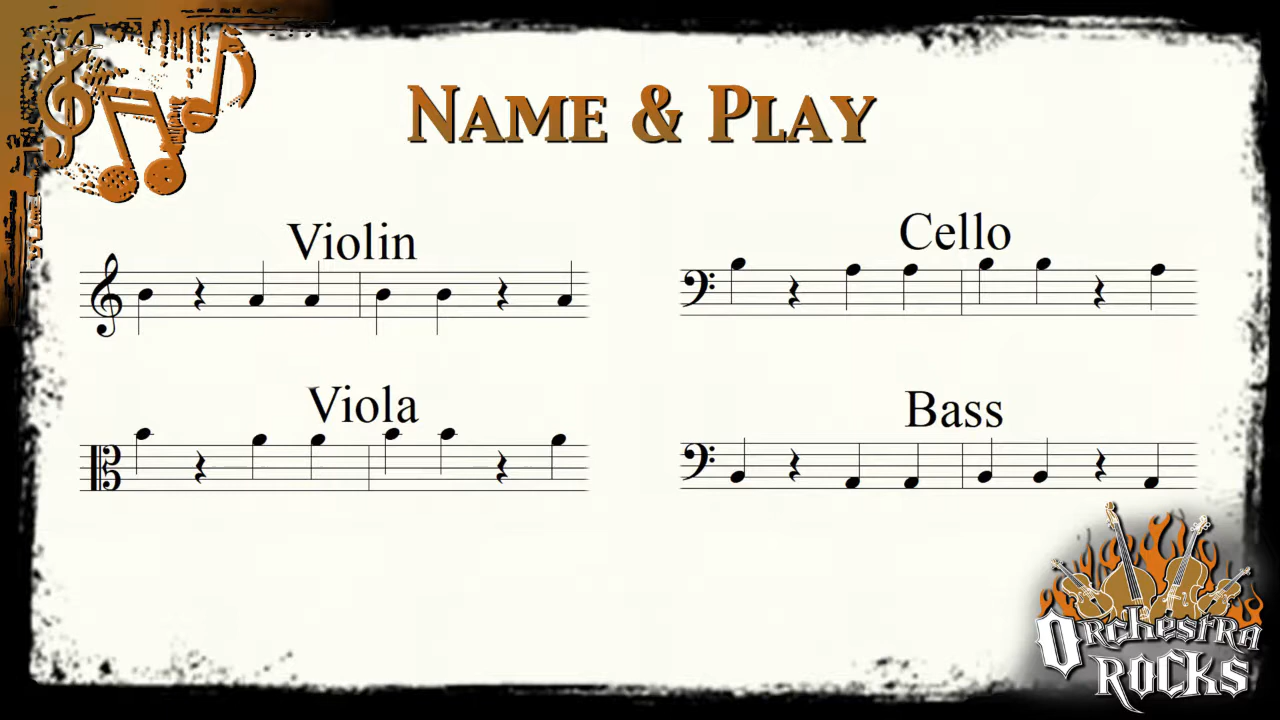 NAME & PLAY
Violin
Cello
Viola
Bass
ORCHESTRA
ROCKS